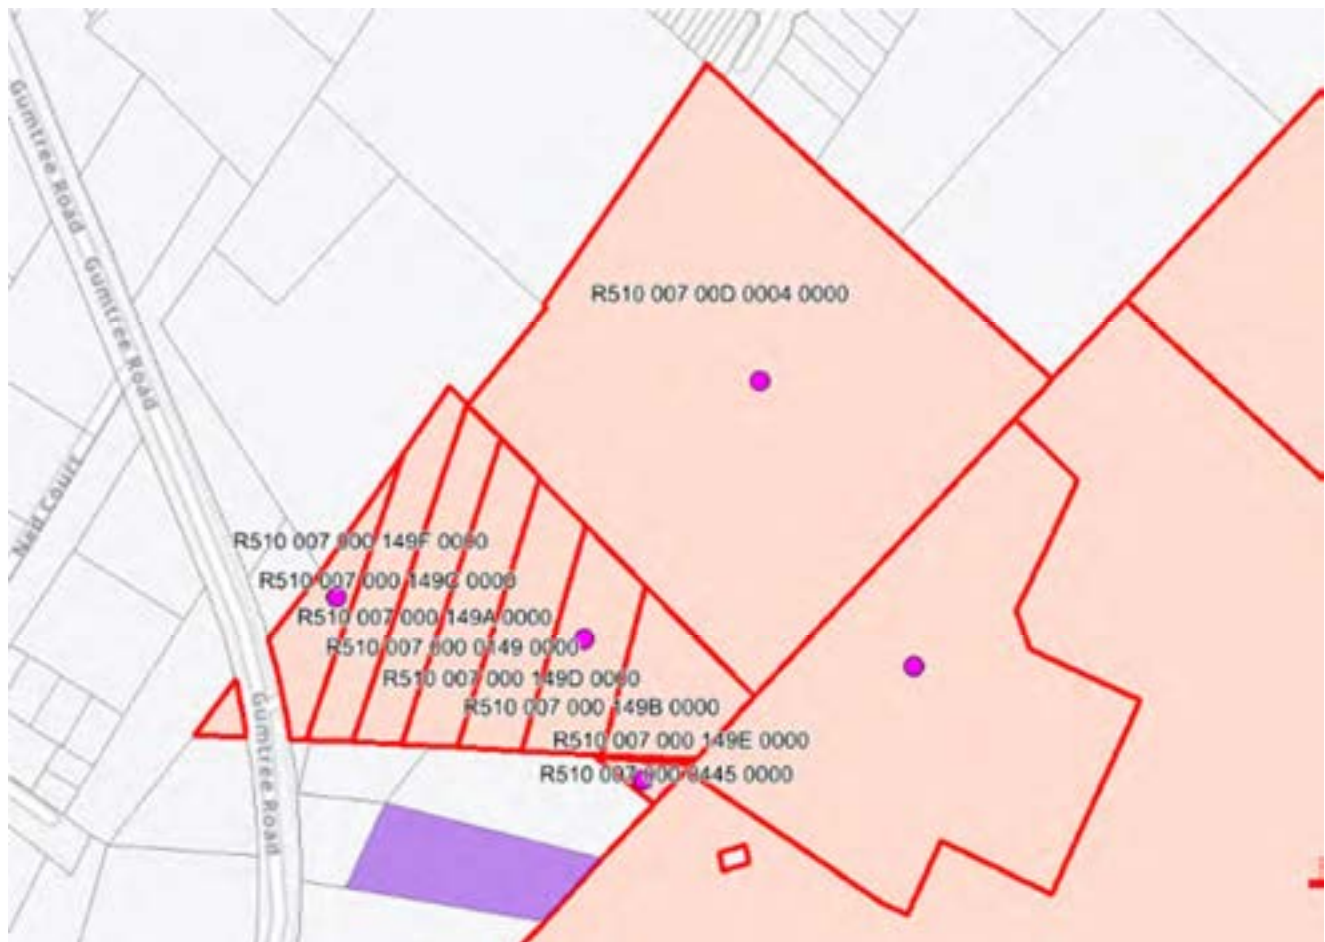 Gumtree Road
Gumtree Road
R510 007 00D 0004 0000
Ned Court
R510 007 000 149F 0000
R510 007 000 149C 0000
R510 007 000 149A 0000
R510 007 000 0149 0000
R510 007 000 149D 0000
R510 007 000 149B 0000
Gumtree Road
R510 007 000 149E 0000
R510 007 000 0445 0000